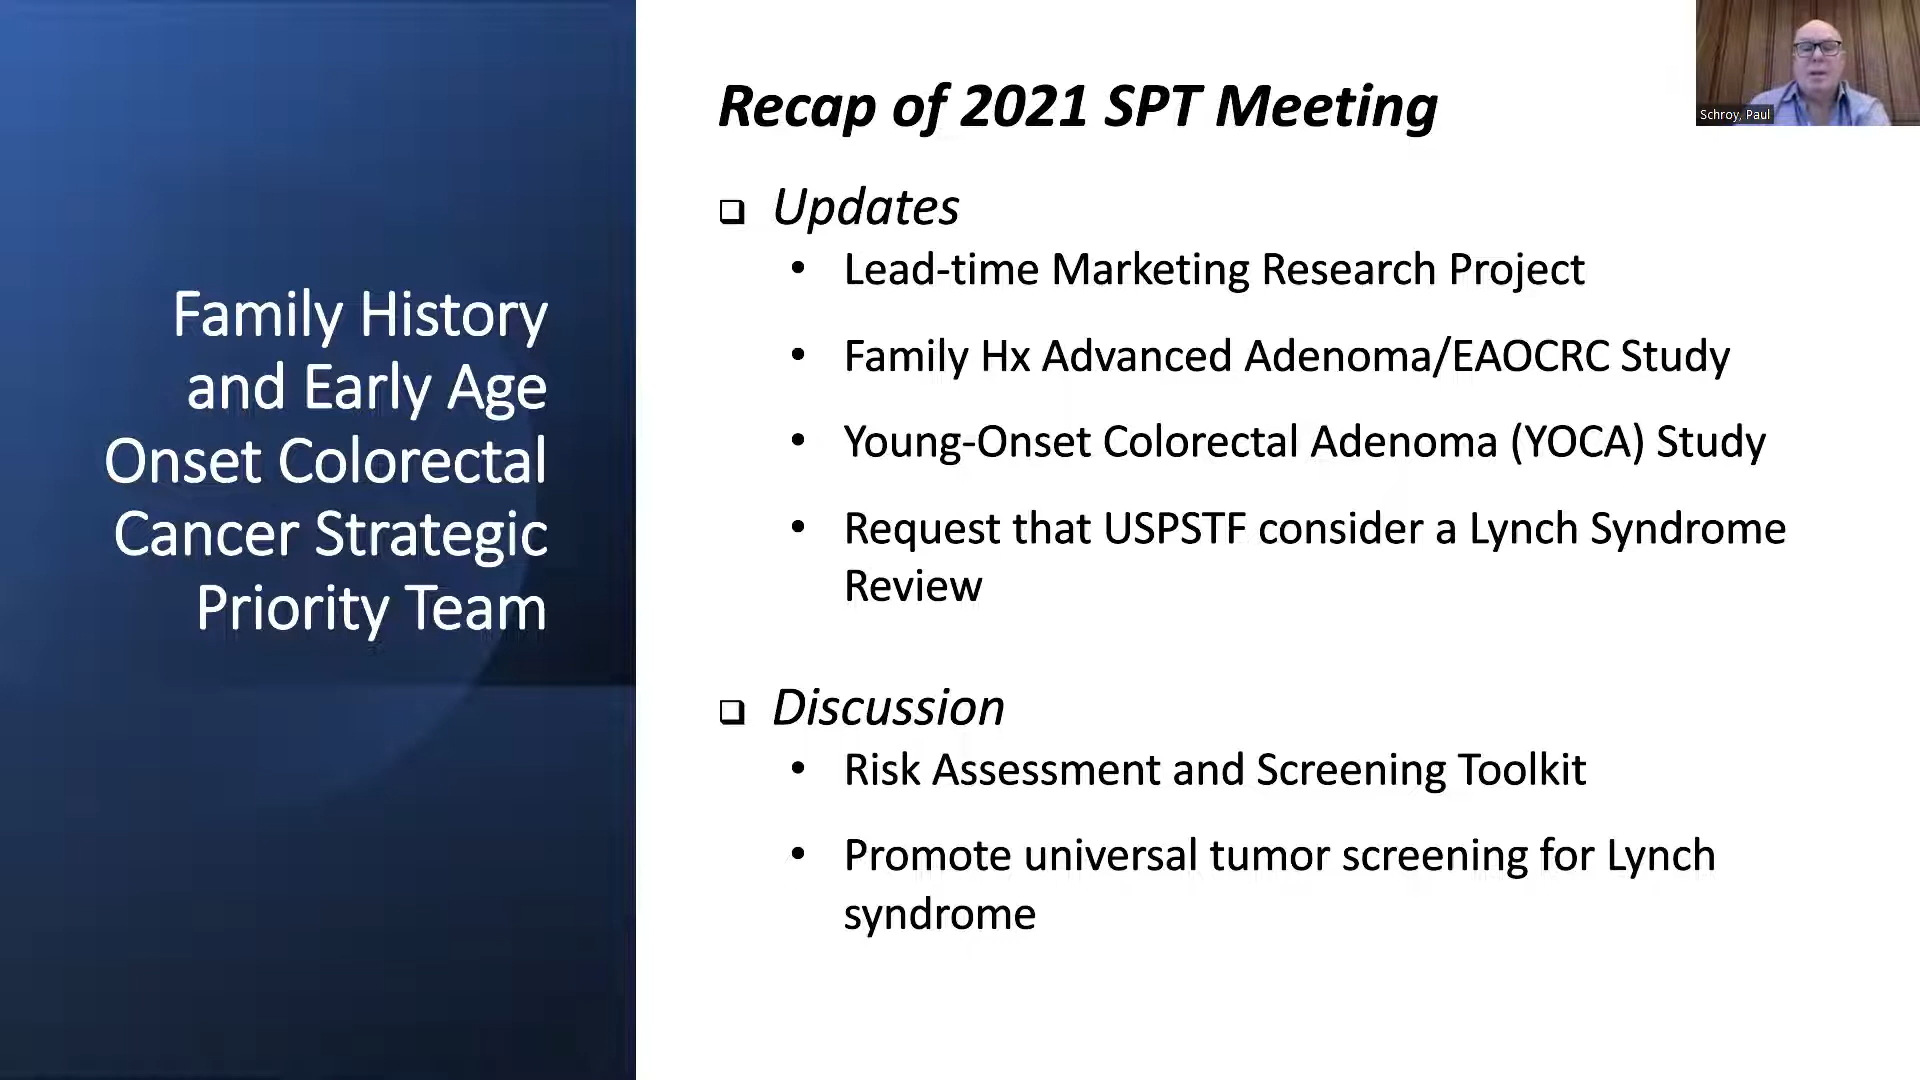 Family History
and Early Age
Onset Colorectal
Cancer Strategic
Priority Team
Recap of 2021 SPT Meeting
❑ Updates
• Lead-time Marketing Research Project
• Family Hx Advanced Adenoma/EAOCRC Study
• Young-Onset Colorectal Adenoma (YOCA) Study
• Request that USPSTF consider a Lynch Syndrome
Review
❑ Discussion
• Risk Assessment and Screening Toolkit
• Promote universal tumor screening for Lynch
syndrome
Schroy, Paul